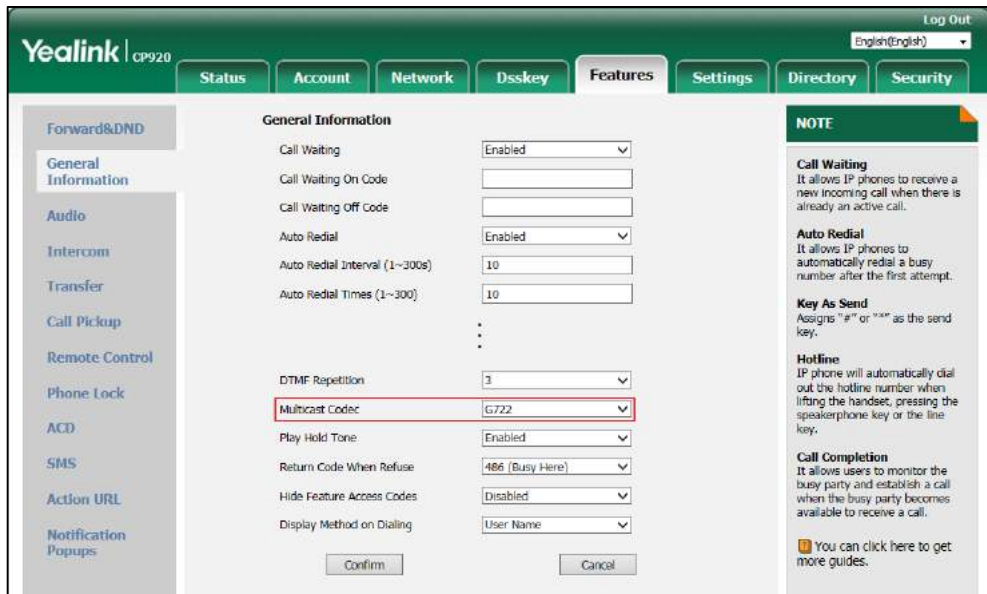 Log Out
Yealink | CP920
English(English)
Status Account Network Dsskey Features Settings Directory Security
Forward&DND
General
Information
Audio
Intercom
Transfer
Call Pickup
Remote Control
Phone Lock
ACD
SMS
Action URL
Notification
Popups
General Information
Call Waiting Enabled
Call Waiting On Code
Call Waiting Off Code
Auto Redial Enabled
Auto Redial Interval (1~300s) 10
Auto Redial Times (1~300) 10
DTMF Repetition 3
Multicast Codec G722
Play Hold Tone Enabled
Return Code When Refuse 486 (Busy Here)
Hide Feature Access Codes Disabled
Display Method on Dialing User Name
Confirm Cancel
NOTE
Call Waiting
It allows IP phones to receive a
new incoming call when there is
already an active call.
Auto Redial
It allows IP phones to
automatically redial a busy
number after the first attempt.
Key As Send
Assigns "#" or "*" as the send
key.
Hotline
IP phone will automatically dial
out the hotline number when
lifting the handset, pressing the
speakerphone key or the line
key.
Call Completion
It allows users to monitor the
busy party and establish a call
when the busy party becomes
available to receive a call.
You can click here to get
more guides.